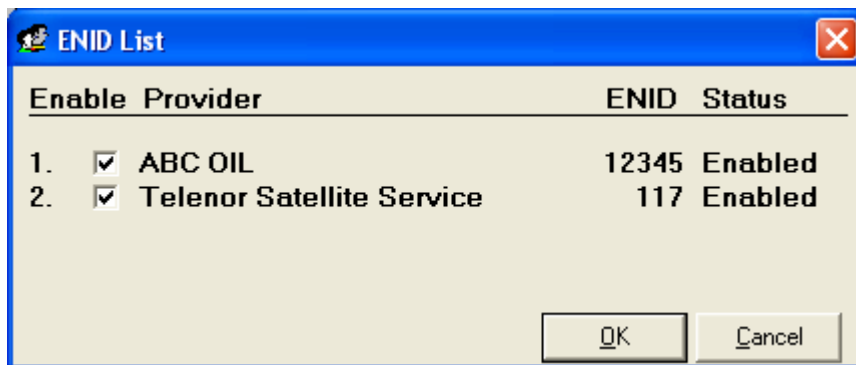 ENID List
Enable Provider ENID Status
1. ABC OIL 12345 Enabled
2. Telenor Satellite Service 117 Enabled
OK Cancel